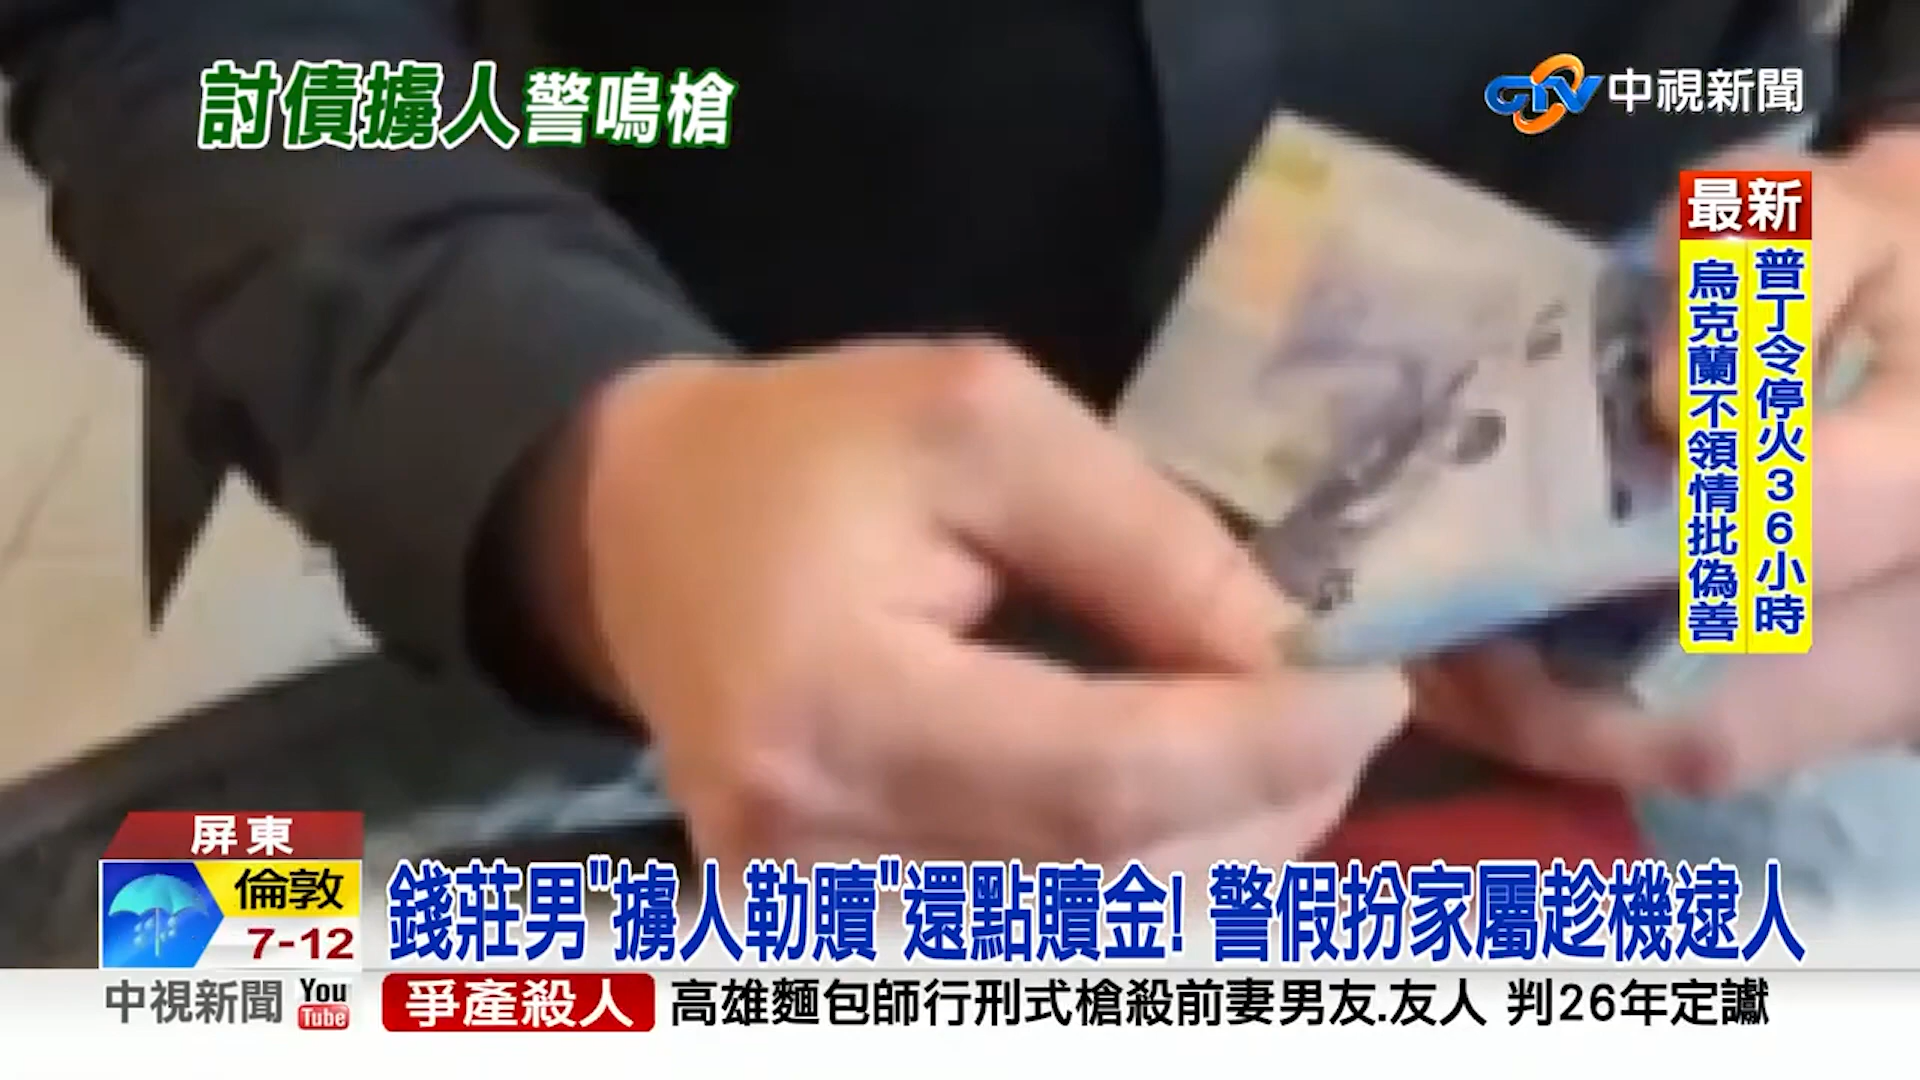 討債擄人警鳴槍
CTV中視新聞
最新
普丁令停火36小時
烏克蘭不領情批偽善
屏東
倫敦
7-12
錢莊男"擄人勒贖"還點贖金! 警假扮家屬趁機逮人
中視新聞 YouTube
爭產殺人 高雄麵包師行刑式槍殺前妻男友.友人 判26年定讞